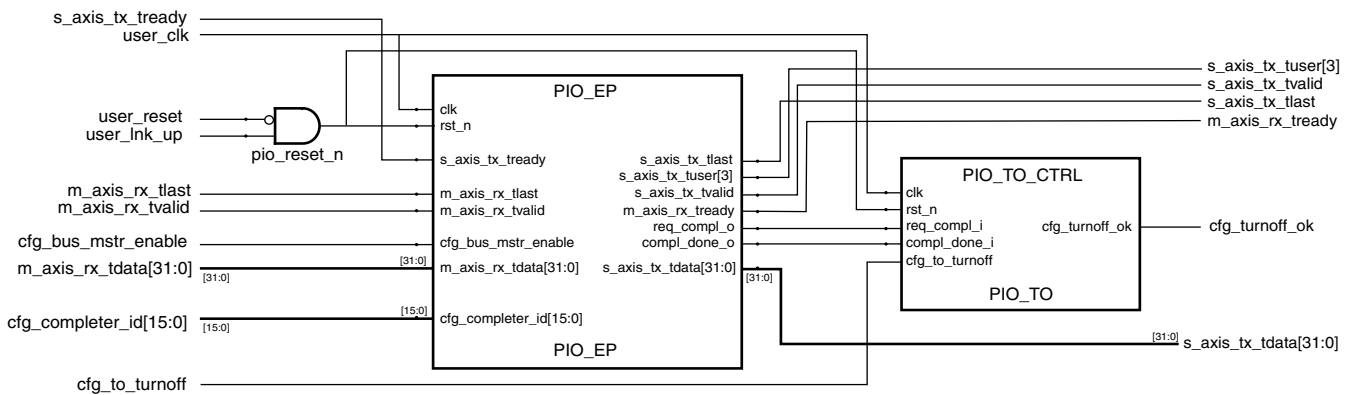 s_axis_tx_tready
user_clk
user_reset
user_lnk_up
pio_reset_n
m_axis_rx_tlast
m_axis_rx_tvalid
cfg_bus_mstr_enable
m_axis_rx_tdata[31:0]
[31:0]
[31:0]
cfg_completer_id[15:0]
[15:0]
[15:0]
cfg_to_turnoff
PIO_EP
clk
rst_n
s_axis_tx_tready
m_axis_rx_tlast
m_axis_rx_tvalid
cfg_bus_mstr_enable
m_axis_rx_tdata[31:0]
cfg_completer_id[15:0]
s_axis_tx_tlast
s_axis_tx_tuser[3]
s_axis_tx_tvalid
m_axis_rx_tready
req_compl_o
compl_done_o
s_axis_tx_tdata[31:0]
[31:0]
PIO_EP
PIO_TO_CTRL
clk
rst_n
req_compl_i
compl_done_i
cfg_to_turnoff
cfg_turnoff_ok
PIO_TO
s_axis_tx_tuser[3]
s_axis_tx_tvalid
s_axis_tx_tlast
m_axis_rx_tready
cfg_turnoff_ok
[31:0]
s_axis_tx_tdata[31:0]